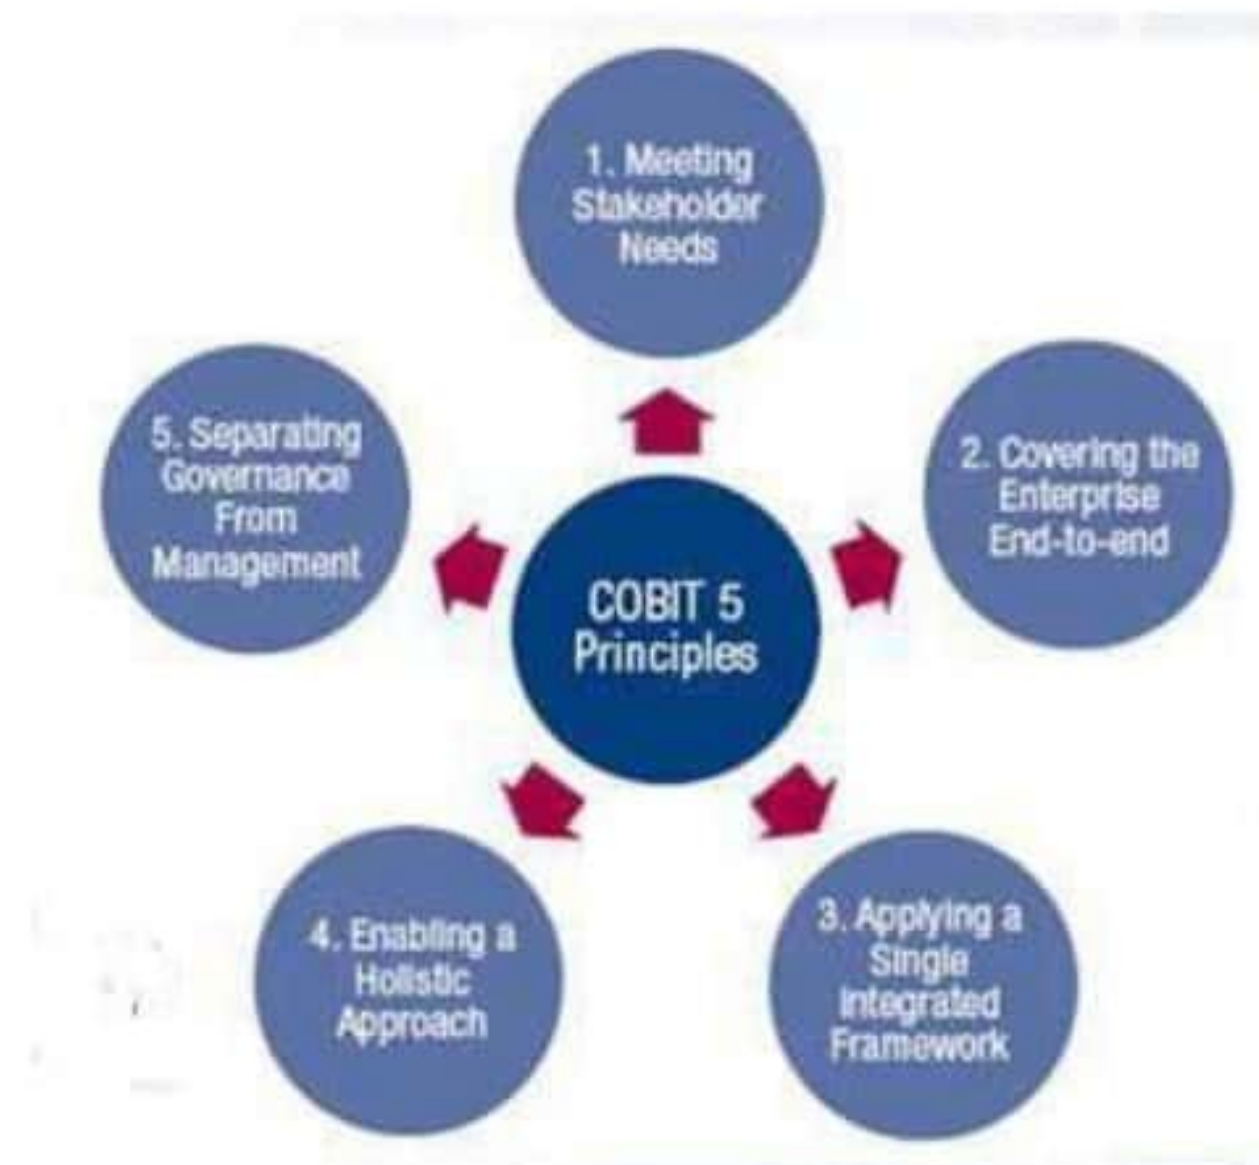 1. Meeting
Stakeholder
Needs
2. Covering the
Enterprise
End-to-end
3. Applying a
Single
Integrated
Framework
4. Enabling a
Holistic
Approach
5. Separating
Governance
From
Management
COBIT 5
Principles